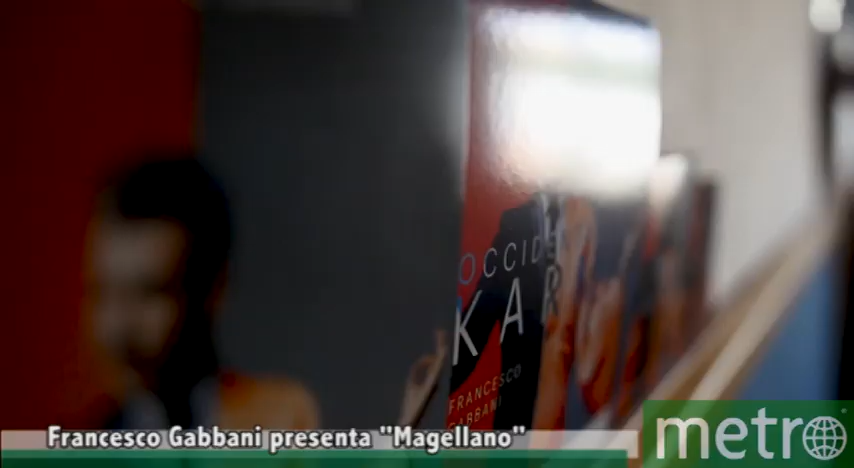 OCCIDE
KAR
FRANCESCO
GABBANI
Francesco Gabbani presenta "Magellano"
metro